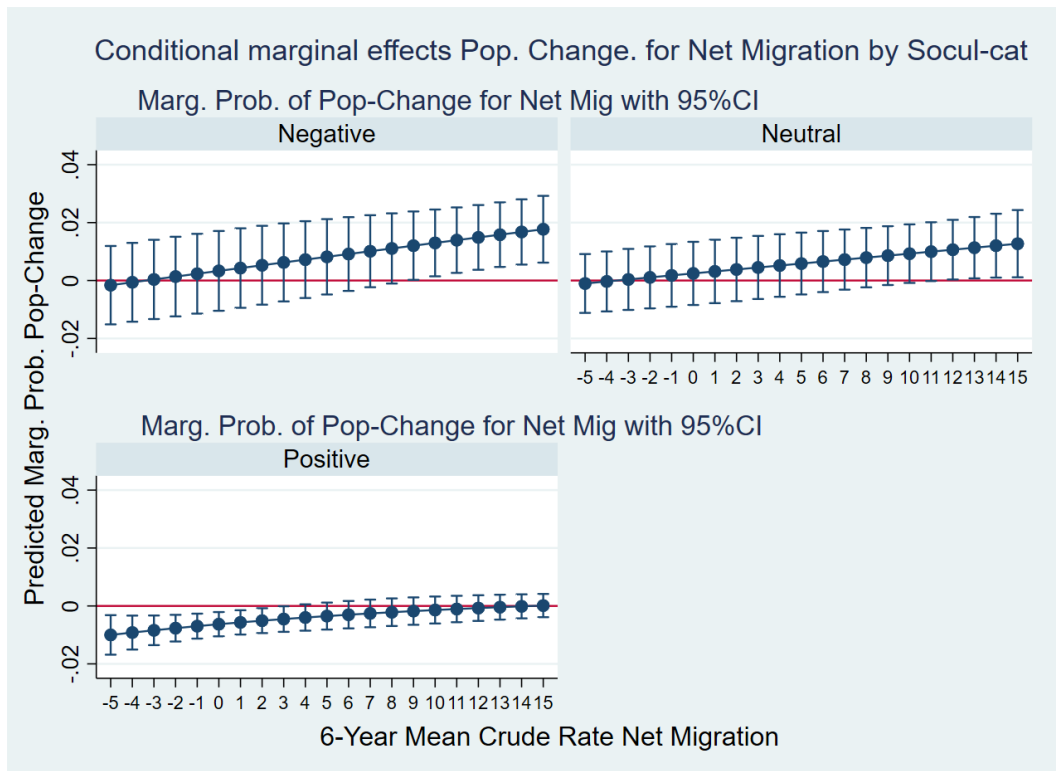 Conditional marginal effects Pop. Change. for Net Migration by Socul-cat
Marg. Prob. of Pop-Change for Net Mig with 95%CI
Negative
Neutral
.04
.02
0
-.02
-5 -4 -3 -2 -1 0 1 2 3 4 5 6 7 8 9 10 11 12 13 14 15
Predicted Marg. Prob. Pop-Change
Marg. Prob. of Pop-Change for Net Mig with 95%CI
Positive
.04
.02
0
-.02
-5 -4 -3 -2 -1 0 1 2 3 4 5 6 7 8 9 10 11 12 13 14 15
6-Year Mean Crude Rate Net Migration